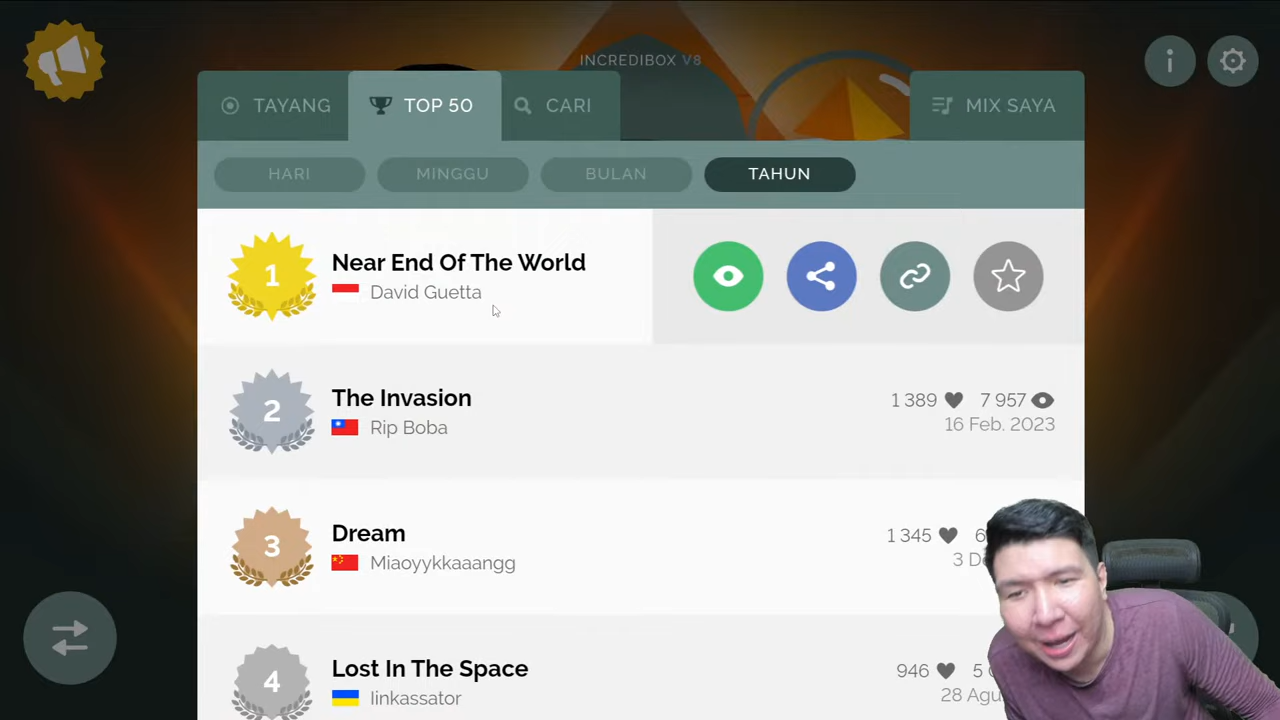 INCREDIBOX V8
TAYANG
TOP 50
CARI
MIX SAYA
HARI
MINGGU
BULAN
TAHUN
1
Near End Of The World
David Guetta
2
The Invasion
Rip Boba
1 389
7 957
16 Feb. 2023
3
Dream
Miaoyykkaaangg
1 345
4
Lost In The Space
Iinkassator
946